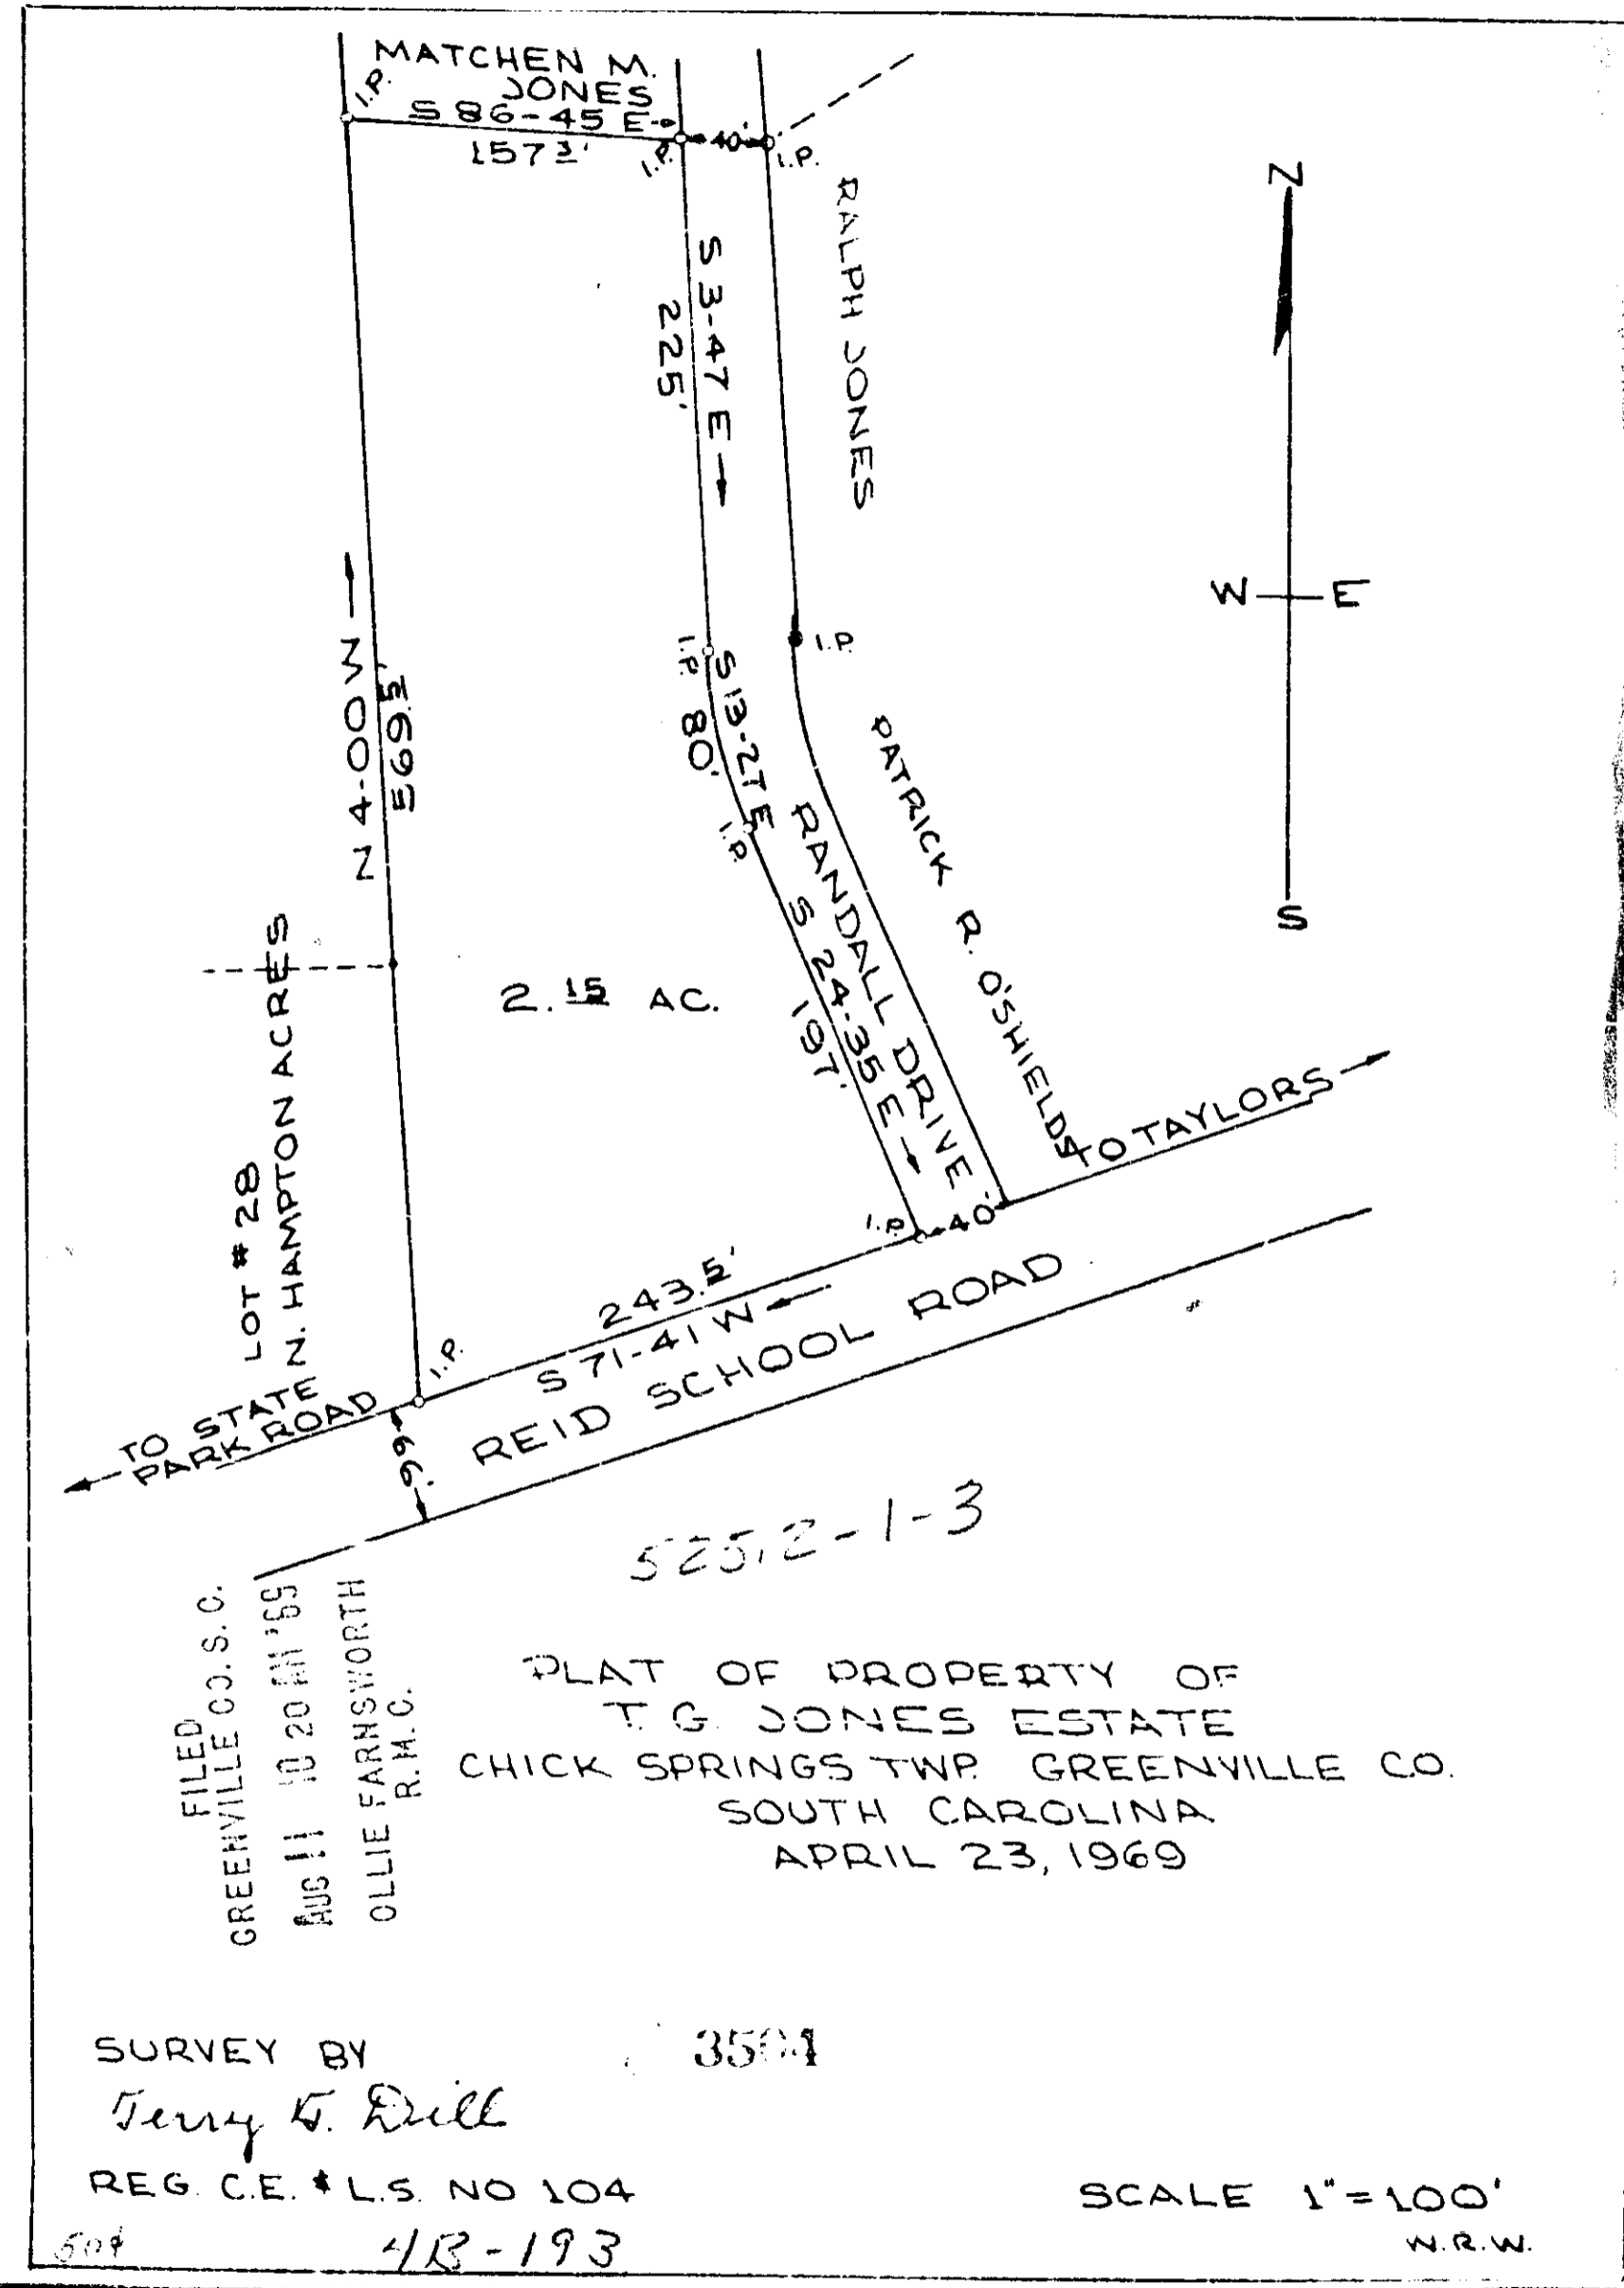 MATCHEN M.
JONES
I.P.
S 86-45 E
157 3'
I.P.
40'
I.P.
RALPH JONES
S 3-47 E
225'
N
W E
S
I.P.
I.P.
S 13-27 E
80'
I.P.
N 4-00 W
569.5'
PATRICK R. O'SHIELDS
RANDALL DRIVE
S 24-35 E
197'
2.15 AC.
LOT # 28
N. HAMPTON ACRES
TO TAYLORS
I.P.
40'
243.5'
S 71-41 W
I.P.
REID SCHOOL ROAD
TO STATE
PARK ROAD
66'
525.2-1-3
FILED
GREENVILLE CO. S. C.
AUG 11 10 20 AM '69
OLLIE FARNSWORTH
R.M.C.
PLAT OF PROPERTY OF
T. G. JONES ESTATE
CHICK SPRINGS TWP. GREENVILLE CO.
SOUTH CAROLINA
APRIL 23, 1969
SURVEY BY
Terry T. Dill
REG. C.E. & L.S. NO 104
SCALE 1"=100'
W.R.W.
50¢
4B-193